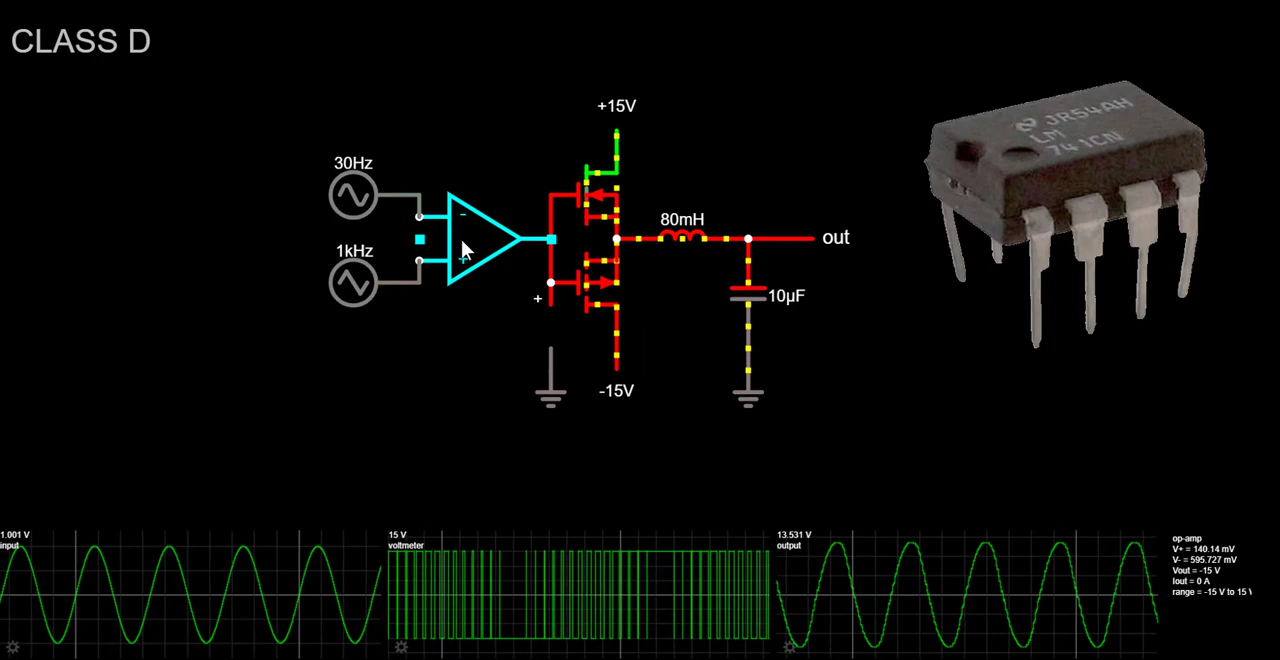 CLASS D
+15V
30Hz
1kHz
-
+
+
-15V
80mH
out
10µF
JR54AH
LM
741CN
1.001 V
input
15 V
voltmeter
13.531 V
output
op-amp
V+ = 140.14 mV
V- = 595.727 mV
Vout = -15 V
Iout = 0 A
range = -15 V to 15 V